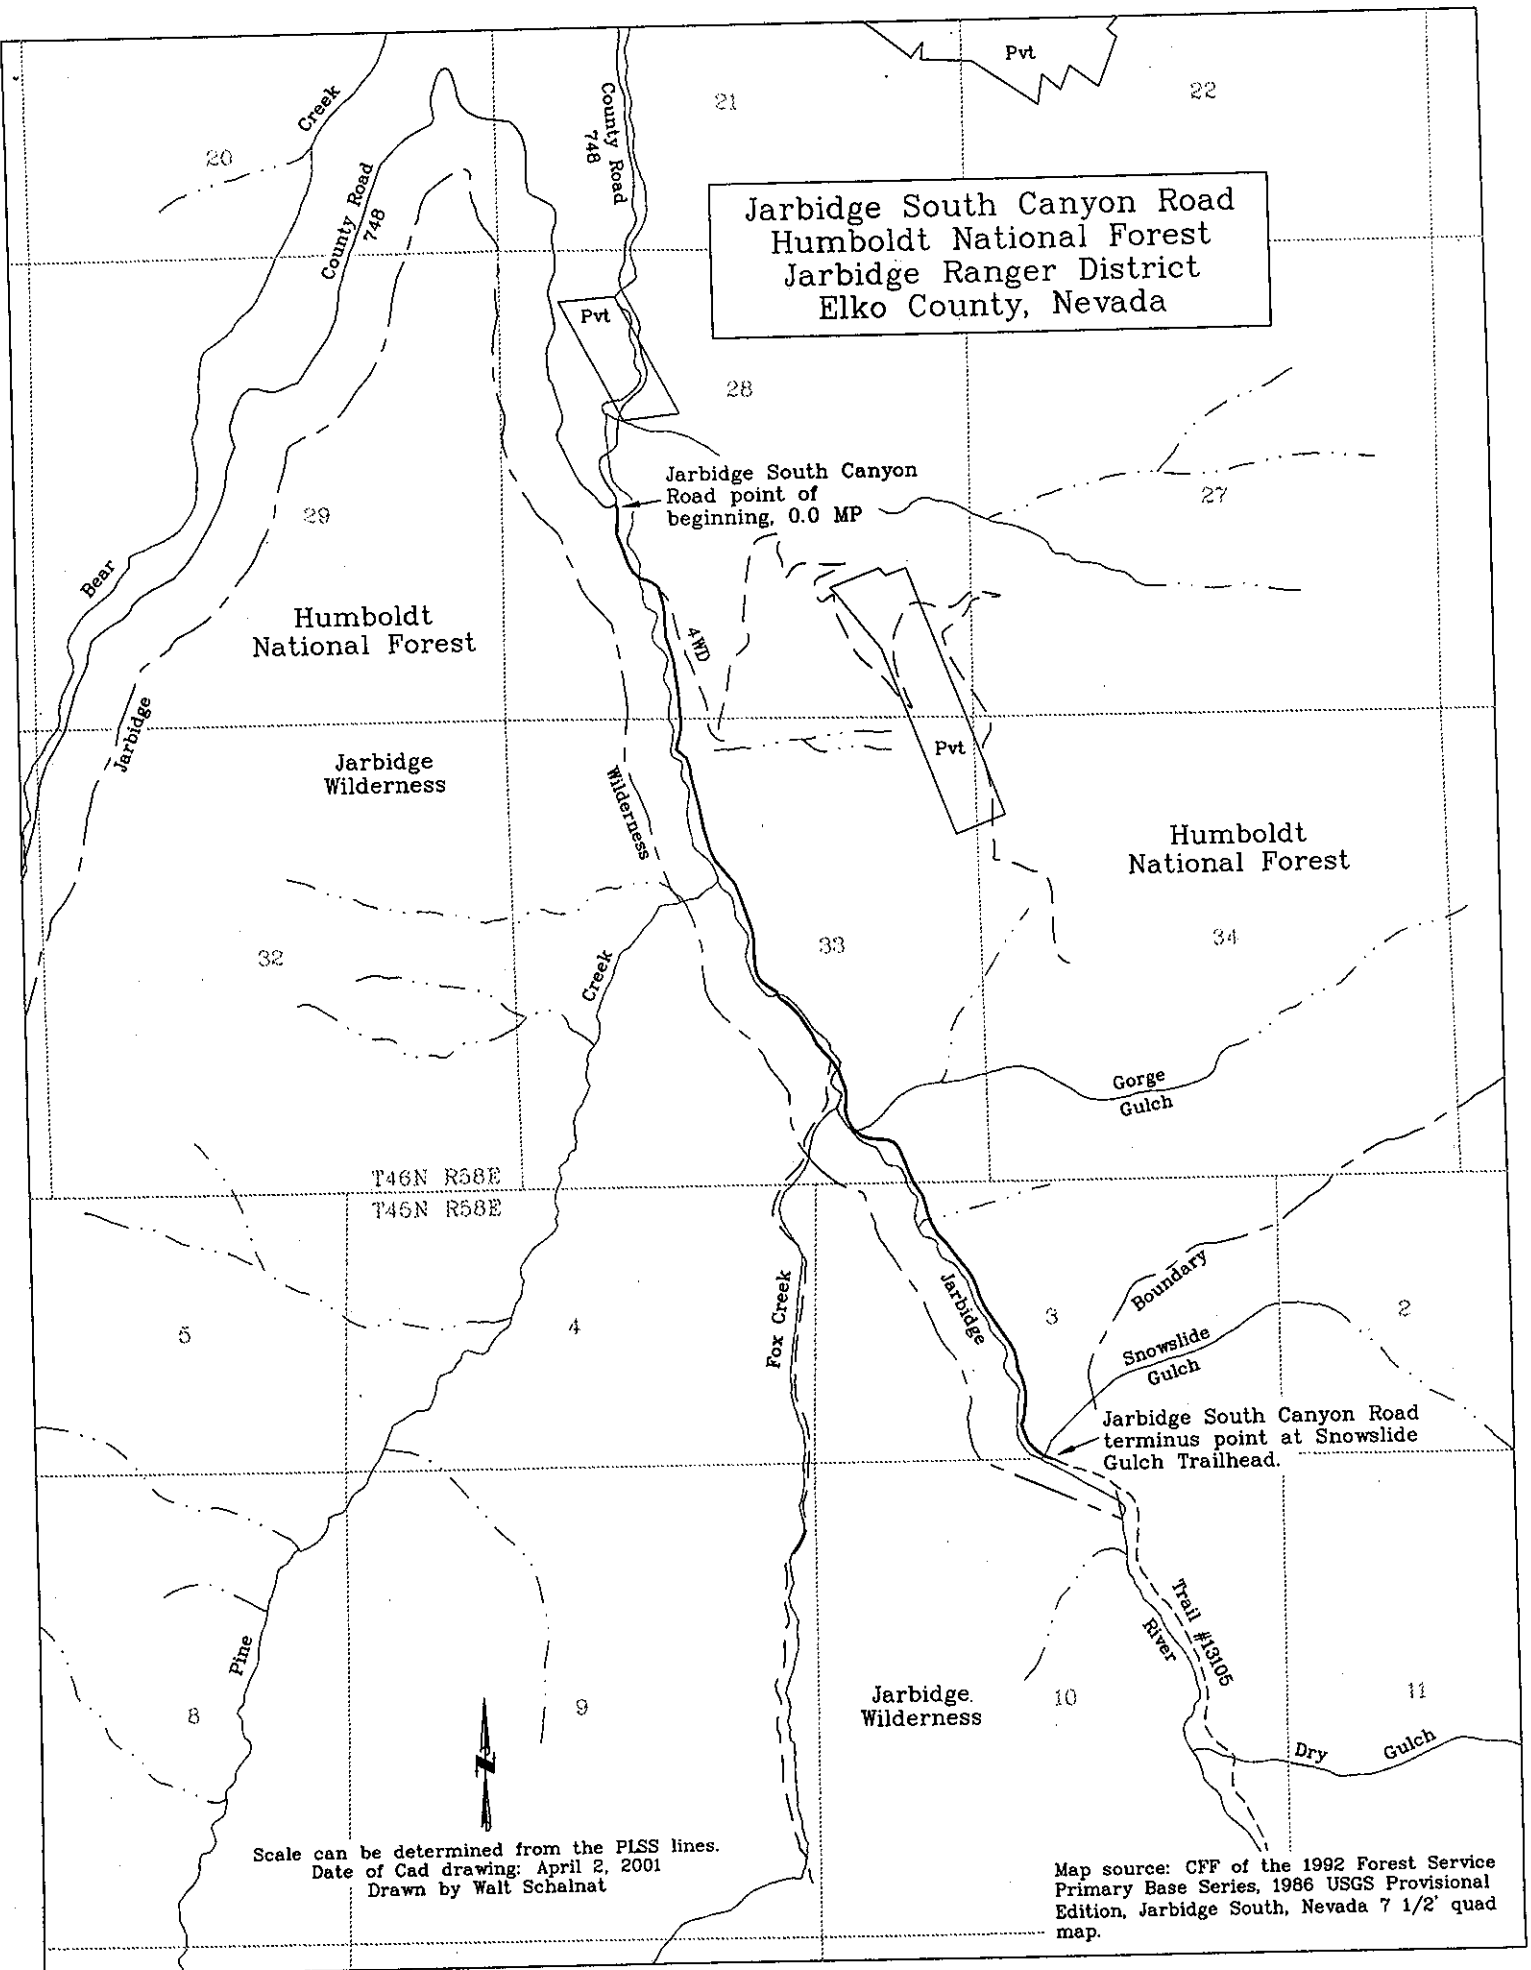 Pvt
21
22
Creek
County Road
748
20
County Road
748
Jarbidge South Canyon Road
Humboldt National Forest
Jarbidge Ranger District
Elko County, Nevada
Pvt
28
Jarbidge South Canyon
Road point of
beginning, 0.0 MP
27
29
Bear
Humboldt
National Forest
4WD
Jarbidge
Jarbidge
Wilderness
Wilderness
Pvt
Humboldt
National Forest
32
Creek
33
34
Gorge
Gulch
T46N R58E
T45N R58E
5
4
Fox Creek
Jarbidge
3
Boundary
2
Snowslide
Gulch
Jarbidge South Canyon Road
terminus point at Snowslide
Gulch Trailhead.
Pine
8
9
Jarbidge
Wilderness
10
River
Trail #13105
11
Dry
Gulch
N
Scale can be determined from the PLSS lines.
Date of Cad drawing: April 2, 2001
Drawn by Walt Schalnat
Map source: CFF of the 1992 Forest Service
Primary Base Series, 1986 USGS Provisional
Edition, Jarbidge South, Nevada 7 1/2' quad
map.